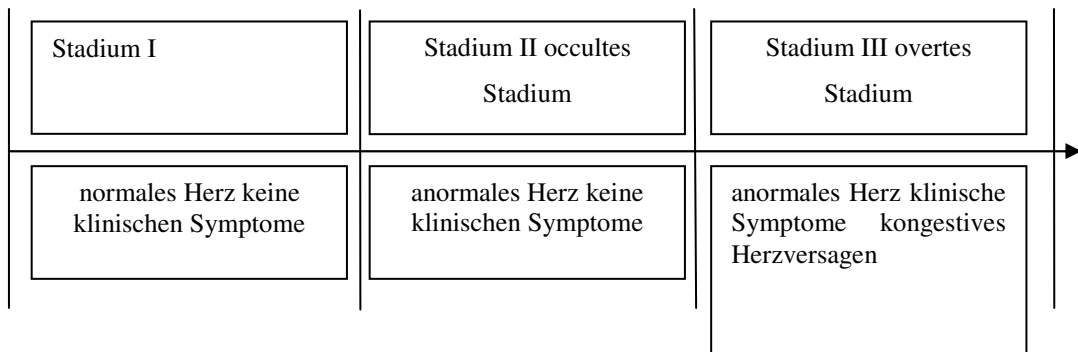 Stadium I
Stadium II occultes
Stadium
Stadium III overtes
Stadium
normales Herz keine
klinischen Symptome
anormales Herz keine
klinischen Symptome
anormales Herz klinische
Symptome kongestives
Herzversagen